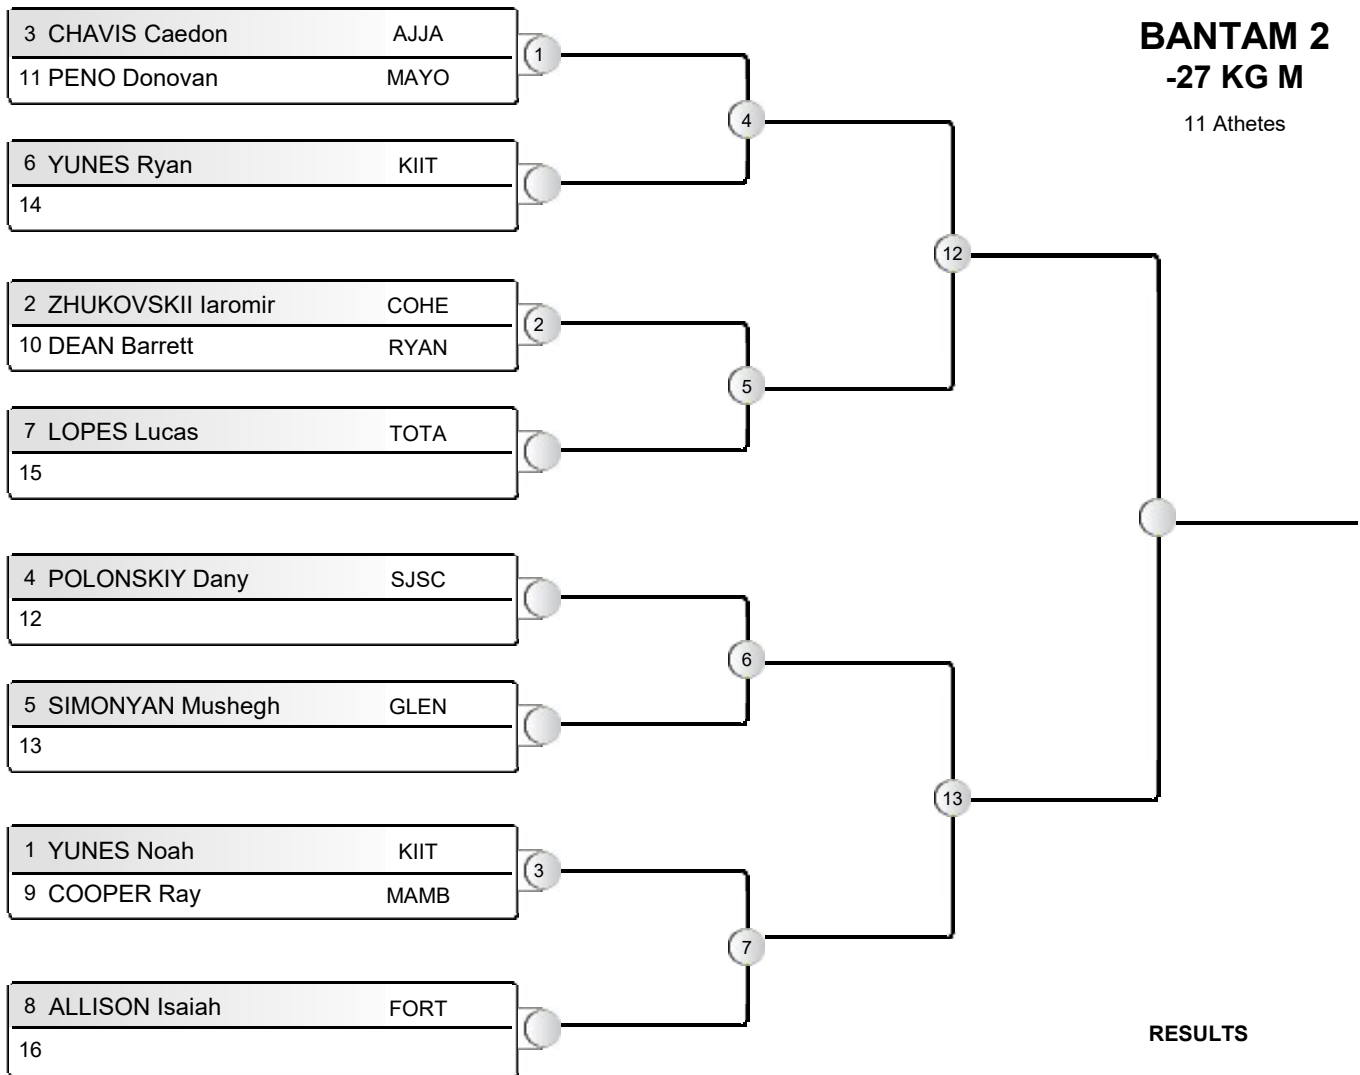 BANTAM 2
-27 KG M
11 Athetes
3 CHAVIS Caedon AJJA
11 PENO Donovan MAYO
1
4
6 YUNES Ryan KIIT
14
12
2 ZHUKOVSKII Iaromir COHE
10 DEAN Barrett RYAN
2
5
7 LOPES Lucas TOTA
15
4 POLONSKIY Dany SJSC
12
6
5 SIMONYAN Mushegh GLEN
13
13
1 YUNES Noah KIIT
9 COOPER Ray MAMB
3
7
8 ALLISON Isaiah FORT
16
RESULTS